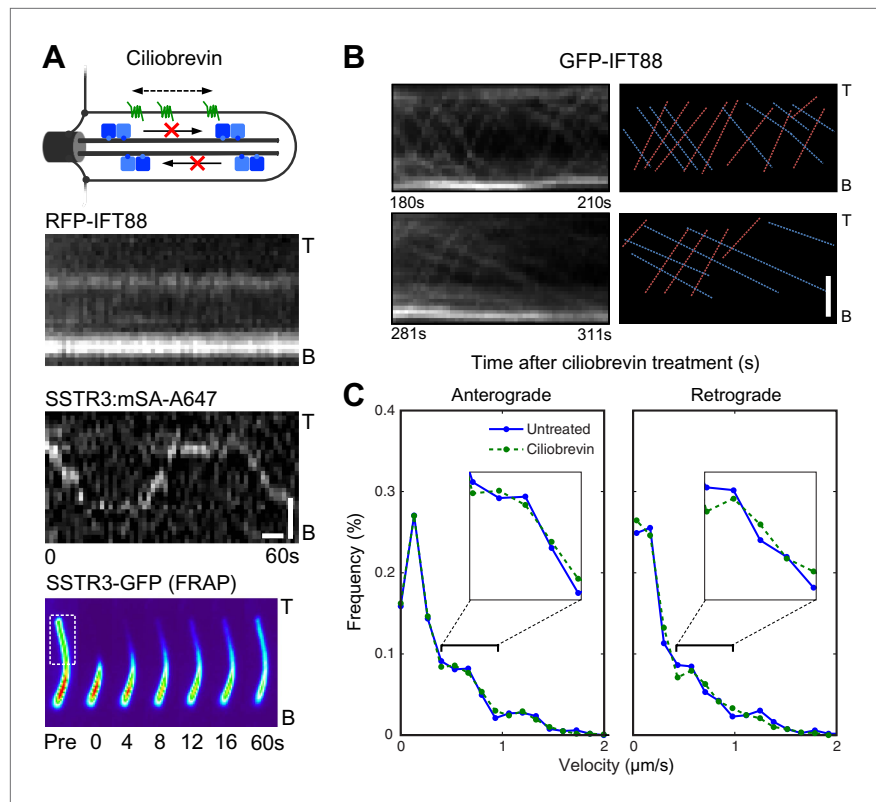 A
Ciliobrevin
RFP-IFT88
T
B
SSTR3:mSA-A647
T
B
0
60s
SSTR3-GFP (FRAP)
T
B
Pre 0 4 8 12 16 60s
B
GFP-IFT88
T
B
180s 210s
T
B
281s 311s
Time after ciliobrevin treatment (s)
C
Anterograde
Retrograde
Untreated
Ciliobrevin
Frequency (%)
0.4
0.3
0.2
0.1
0
0 1 2
0 1 2
Velocity (µm/s)